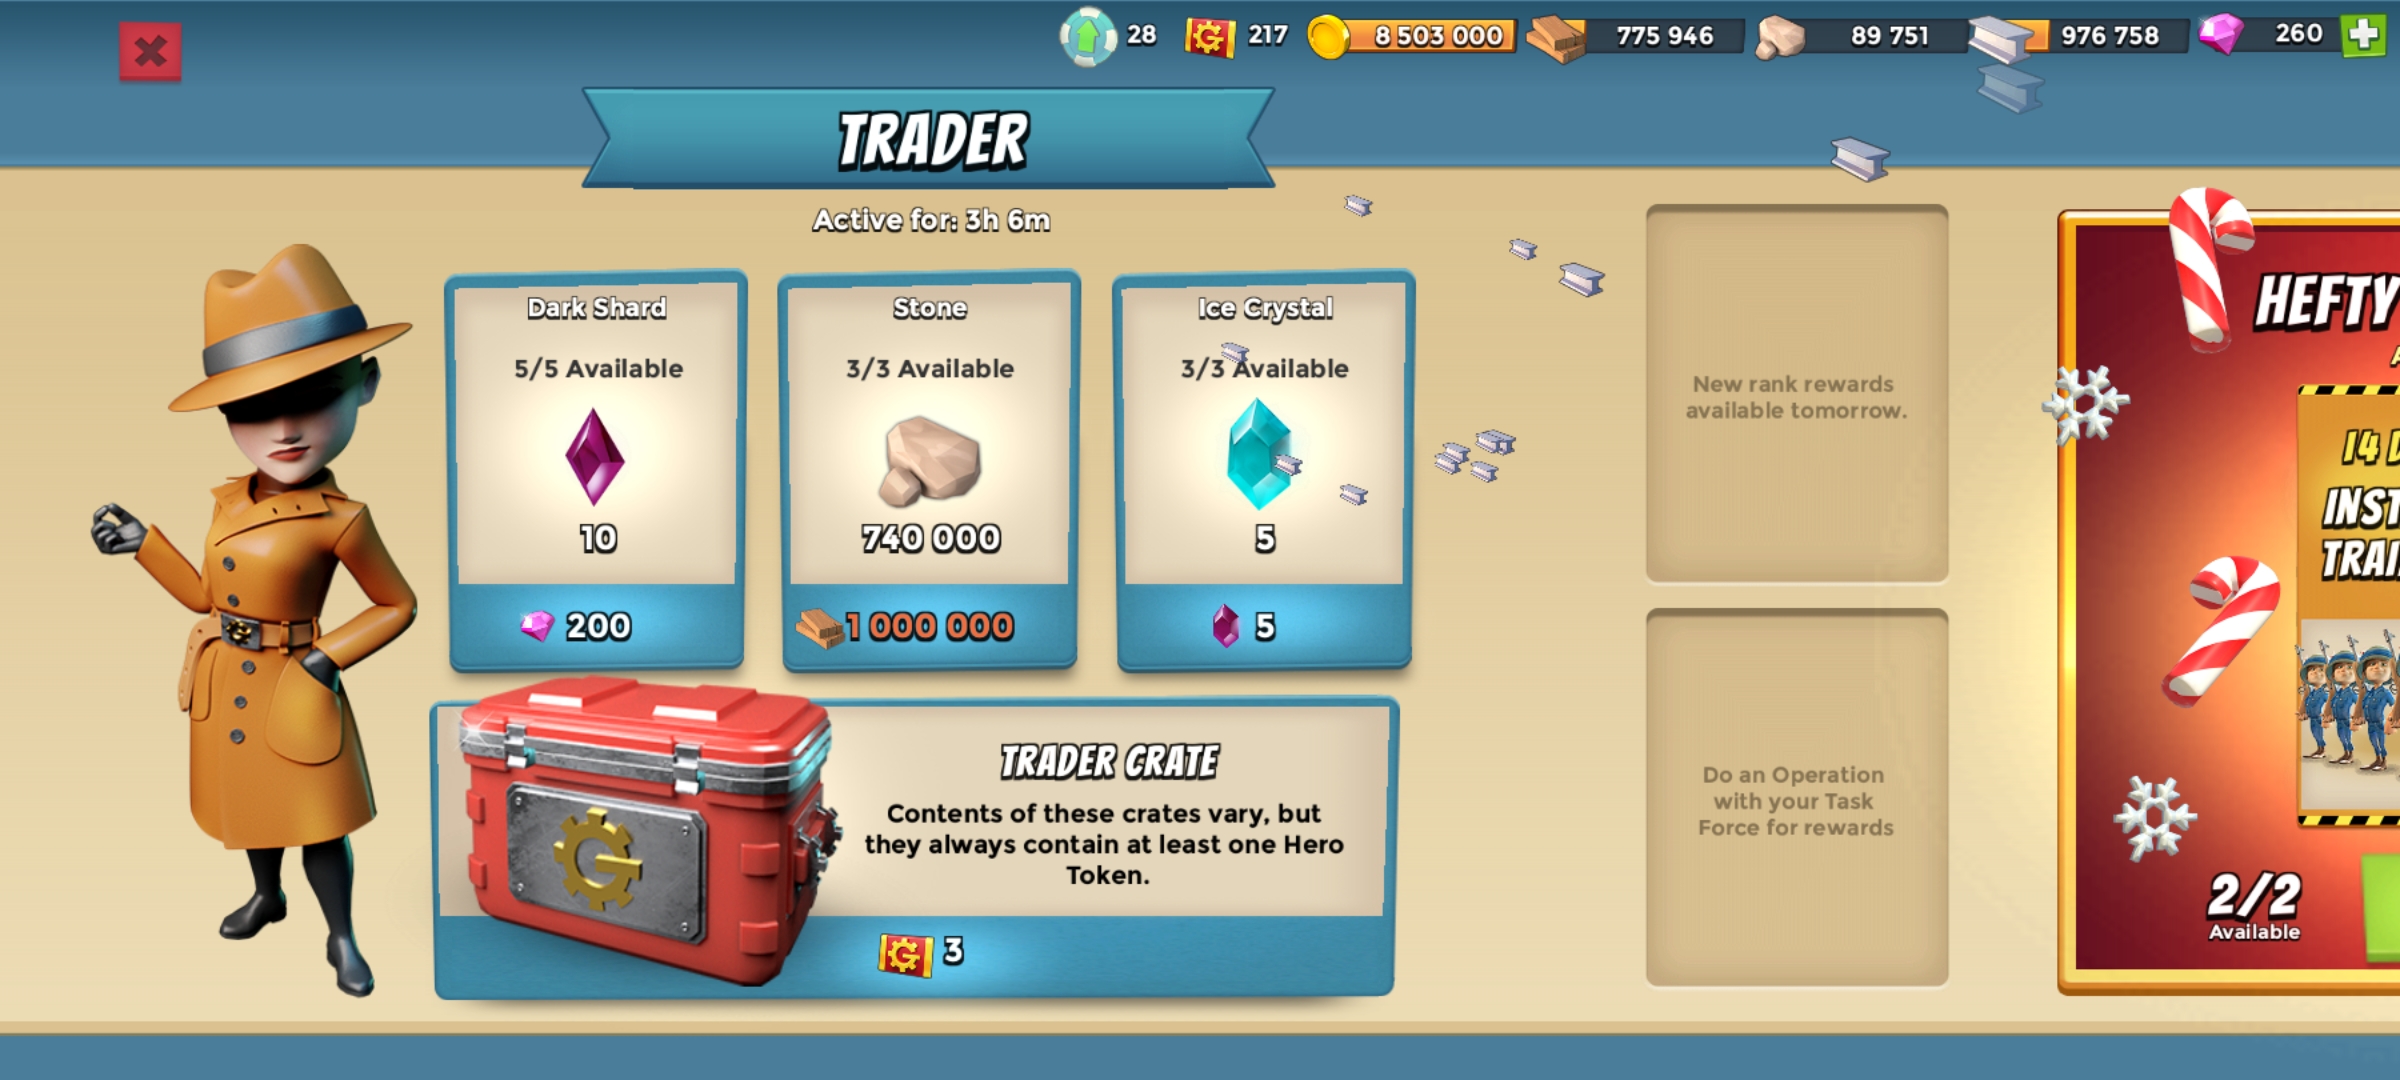 28
217
8 503 000
775 946
89 751
976 758
260
TRADER
Active for: 3h 6m
Dark Shard
5/5 Available
10
200
Stone
3/3 Available
740 000
1 000 000
Ice Crystal
3/3 Available
5
5
TRADER CRATE
Contents of these crates vary, but
they always contain at least one Hero
Token.
3
New rank rewards
available tomorrow.
Do an Operation
with your Task
Force for rewards
HEFTY
14 D
INST
TRAI
2/2
Available